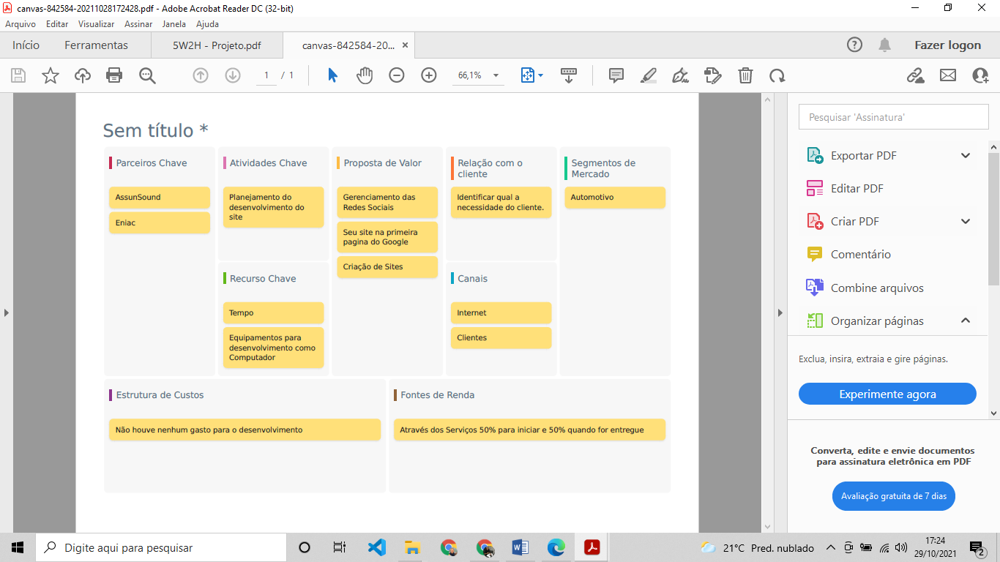 canvas-842584-20211028172428.pdf - Adobe Acrobat Reader DC (32-bit)
Arquivo Editar Visualizar Assinar Janela Ajuda
Início Ferramentas 5W2H - Projeto.pdf canvas-842584-20... × Fazer logon
1 / 1 66,1%
Pesquisar 'Assinatura'
Exportar PDF
Editar PDF
Criar PDF
Comentário
Combine arquivos
Organizar páginas
Exclua, insira, extraia e gire páginas.
Experimente agora
Converta, edite e envie documentos
para assinatura eletrônica em PDF
Avaliação gratuita de 7 dias
Sem título *
Parceiros Chave
AssunSound
Eniac
Atividades Chave
Planejamento do
desenvolvimento do
site
Recurso Chave
Tempo
Equipamentos para
desenvolvimento como
Computador
Proposta de Valor
Gerenciamento das
Redes Sociais
Seu site na primeira
pagina do Google
Criação de Sites
Relação com o
cliente
Identificar qual a
necessidade do cliente.
Canais
Internet
Clientes
Segmentos de
Mercado
Automotivo
Estrutura de Custos
Não houve nenhum gasto para o desenvolvimento
Fontes de Renda
Através dos Serviços 50% para iniciar e 50% quando for entregue
Digite aqui para pesquisar
21°C Pred. nublado
17:24
29/10/2021
2